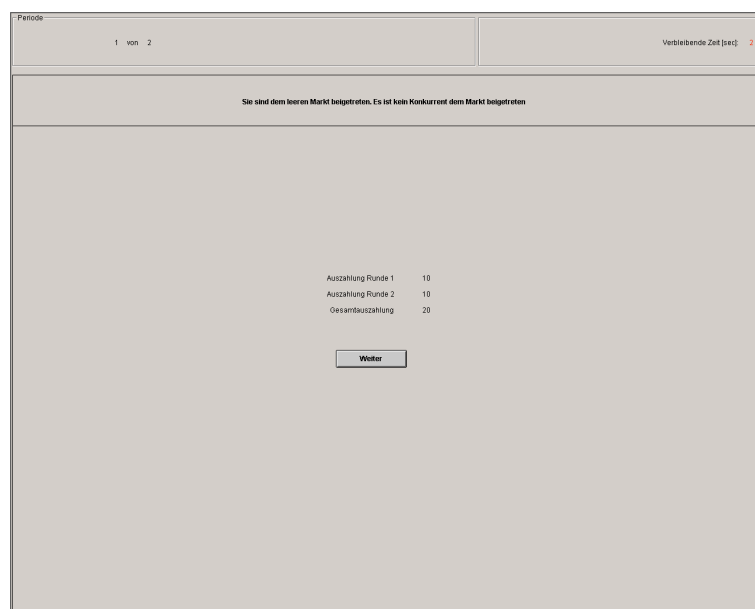 Periode
1 von 2
Verbleibende Zeit [sec]: 2
Sie sind dem leeren Markt beigetreten. Es ist kein Konkurrent dem Markt beigetreten
Auszahlung Runde 1 10
Auszahlung Runde 2 10
Gesamtauszahlung 20
Weiter